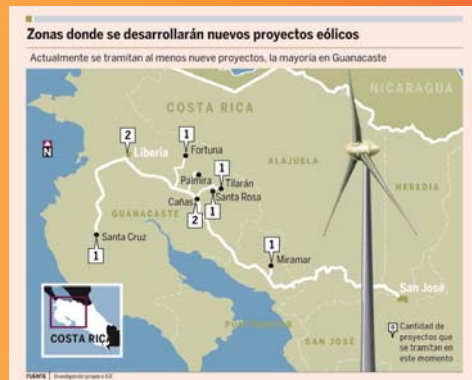 Zonas donde se desarrollarán nuevos proyectos eólicos
Actualmente se tramitan al menos nueve proyectos, la mayoría en Guanacaste
NICARAGUA
COSTA RICA
2
Liberia
1
Fortuna
ALAJUELA
HEREDIA
Palmira
1
Tilarán
GUANACASTE
Cañas
2
Santa Rosa
1
Santa Cruz
1
1
Miramar
San José
PUNTARENAS
SAN JOSÉ
N
COSTA RICA
Cantidad de
proyectos que
se tramitan en
este momento
FUENTE